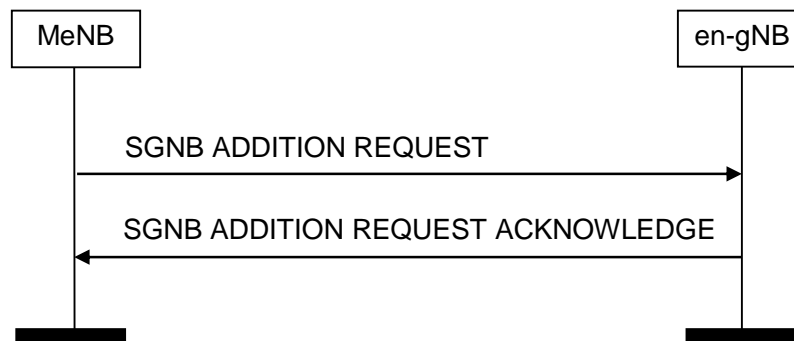 MeNB
en-gNB
SGNB ADDITION REQUEST
SGNB ADDITION REQUEST ACKNOWLEDGE